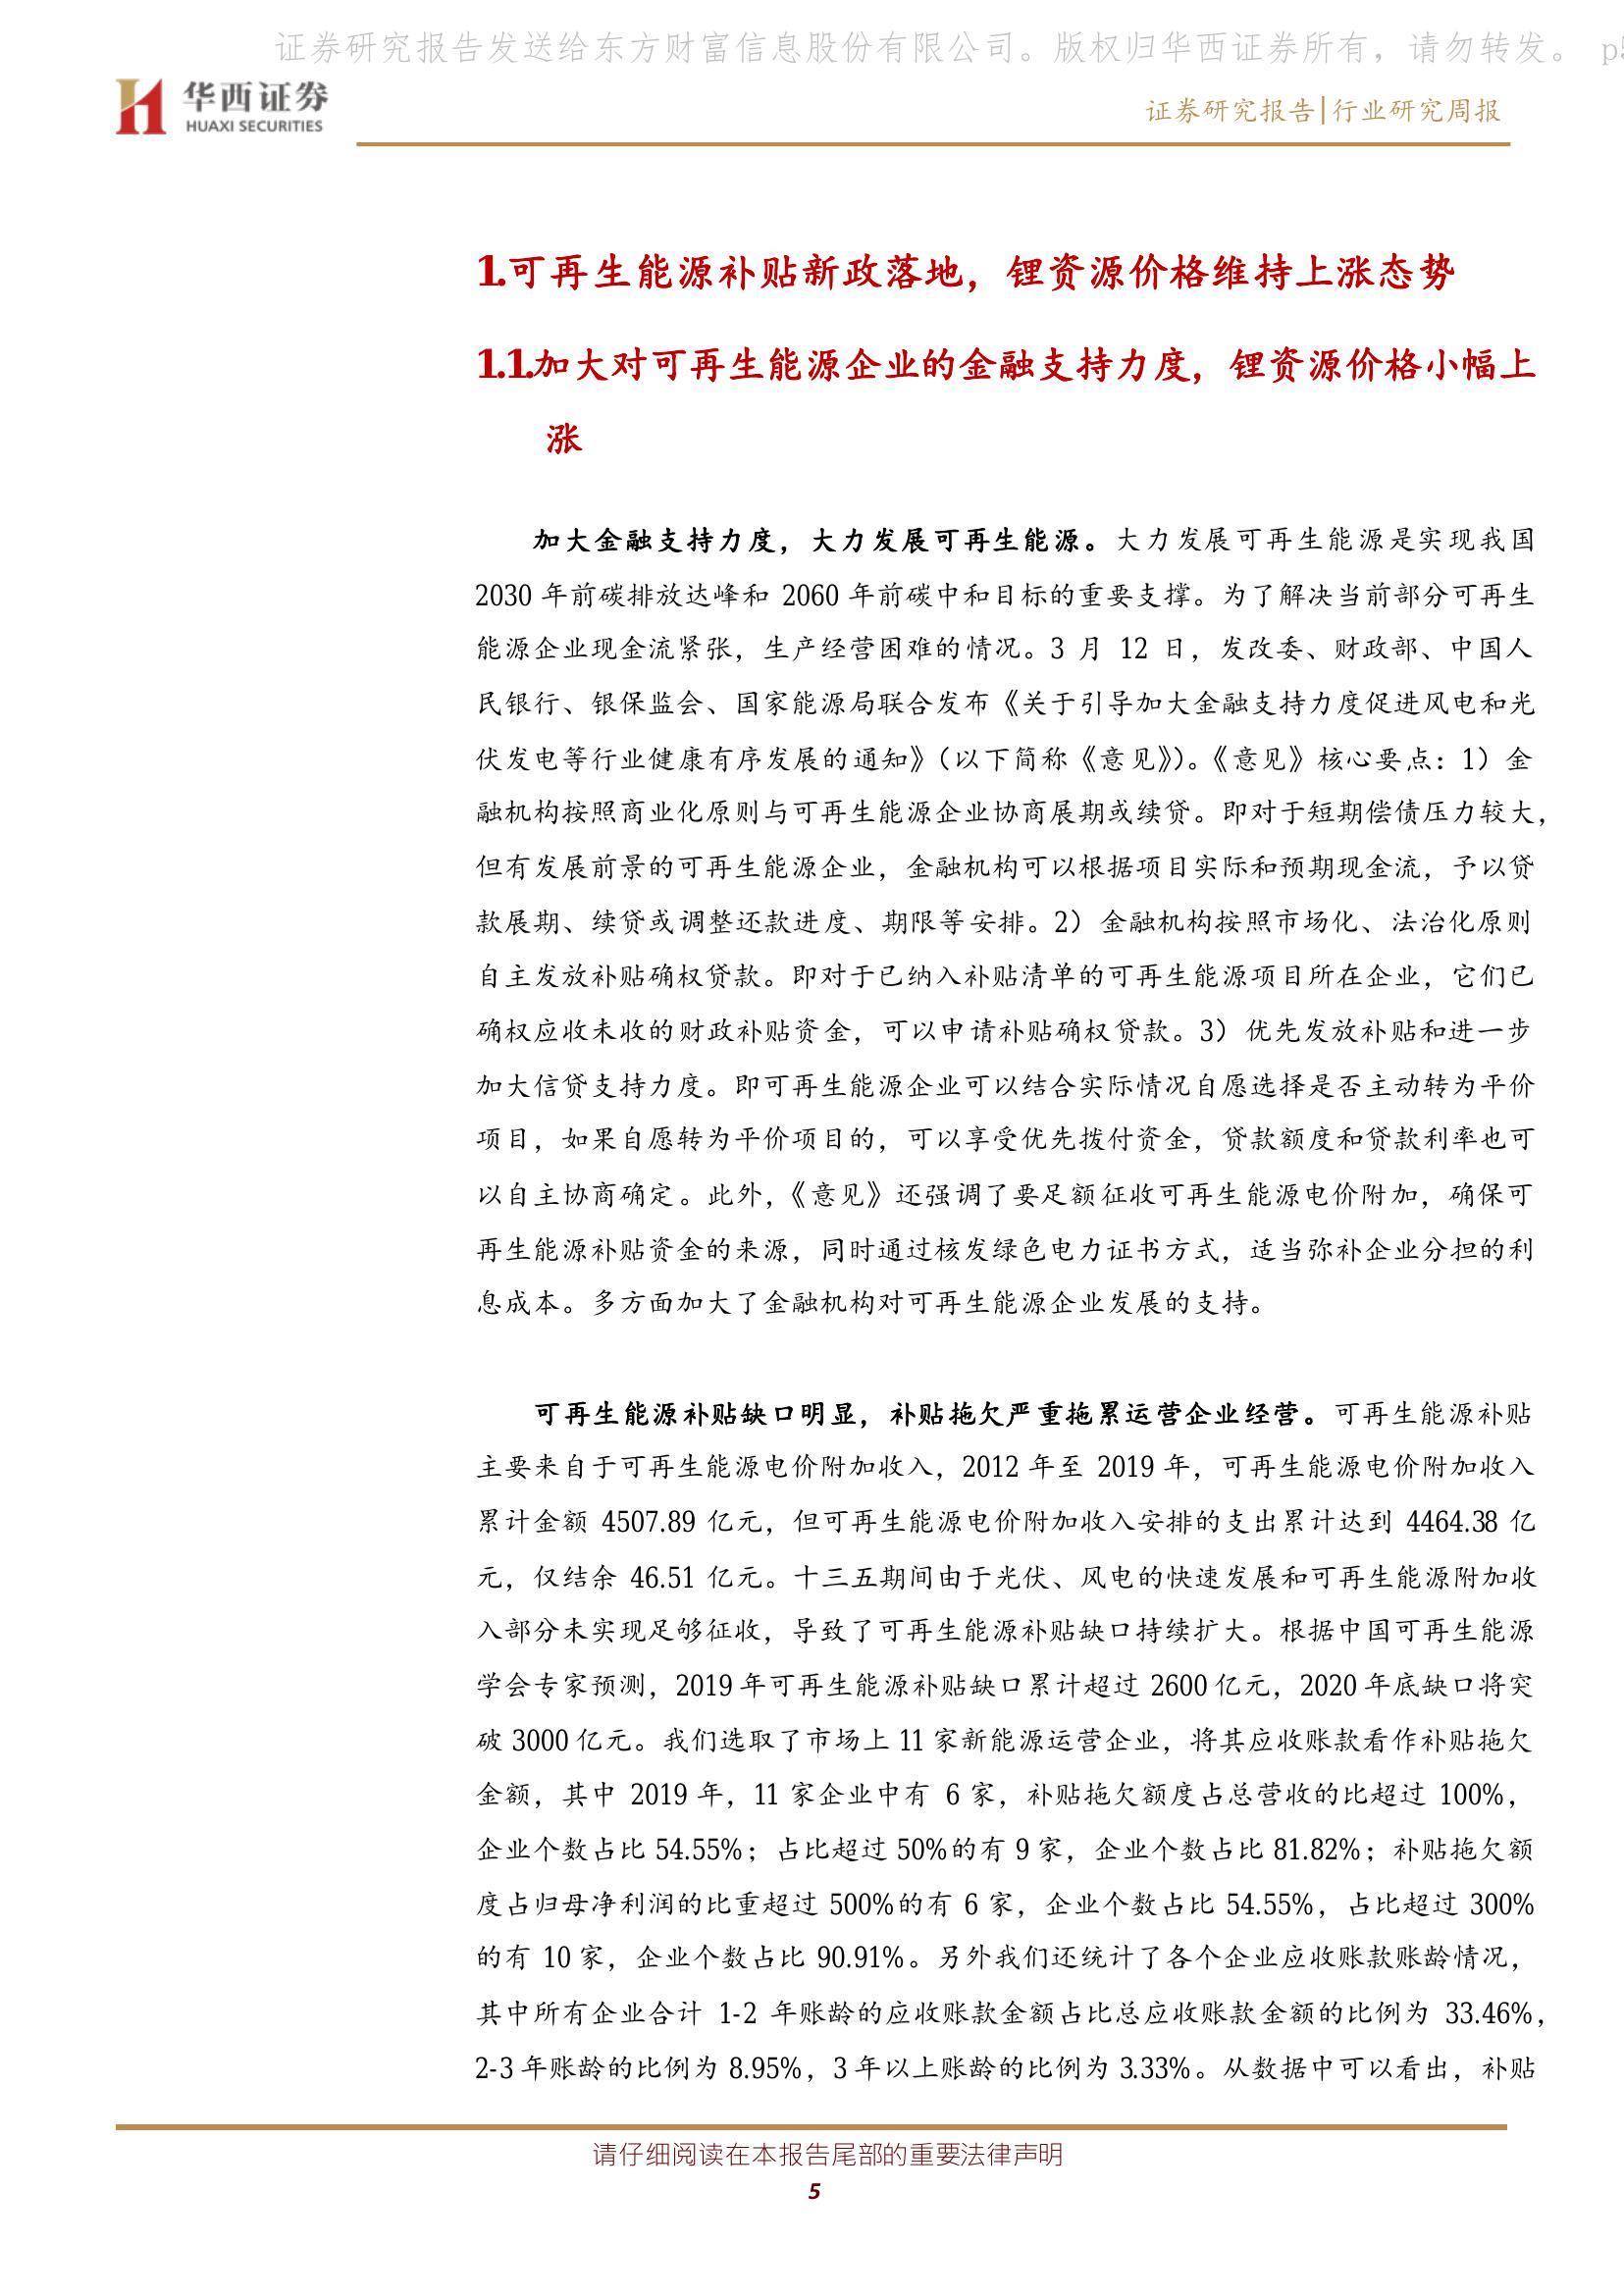 证券研究报告发送给东方财富信息股份有限公司。版权归华西证券所有，请勿转发。 p5
华西证券
HUAXI SECURITIES
证券研究报告|行业研究周报
1.可再生能源补贴新政落地，锂资源价格维持上涨态势
1.1.加大对可再生能源企业的金融支持力度，锂资源价格小幅上
涨
加大金融支持力度，大力发展可再生能源。大力发展可再生能源是实现我国
2030 年前碳排放达峰和 2060 年前碳中和目标的重要支撑。为了解决当前部分可再生
能源企业现金流紧张，生产经营困难的情况。3 月 12 日，发改委、财政部、中国人
民银行、银保监会、国家能源局联合发布《关于引导加大金融支持力度促进风电和光
伏发电等行业健康有序发展的通知》（以下简称《意见》）。《意见》核心要点：1）金
融机构按照商业化原则与可再生能源企业协商展期或续贷。即对于短期偿债压力较大，
但有发展前景的可再生能源企业，金融机构可以根据项目实际和预期现金流，予以贷
款展期、续贷或调整还款进度、期限等安排。2）金融机构按照市场化、法治化原则
自主发放补贴确权贷款。即对于已纳入补贴清单的可再生能源项目所在企业，它们已
确权应收未收的财政补贴资金，可以申请补贴确权贷款。3）优先发放补贴和进一步
加大信贷支持力度。即可再生能源企业可以结合实际情况自愿选择是否主动转为平价
项目，如果自愿转为平价项目的，可以享受优先拨付资金，贷款额度和贷款利率也可
以自主协商确定。此外，《意见》还强调了要足额征收可再生能源电价附加，确保可
再生能源补贴资金的来源，同时通过核发绿色电力证书方式，适当弥补企业分担的利
息成本。多方面加大了金融机构对可再生能源企业发展的支持。
可再生能源补贴缺口明显，补贴拖欠严重拖累运营企业经营。可再生能源补贴
主要来自于可再生能源电价附加收入，2012 年至 2019 年，可再生能源电价附加收入
累计金额 4507.89 亿元，但可再生能源电价附加收入安排的支出累计达到 4464.38 亿
元，仅结余 46.51 亿元。十三五期间由于光伏、风电的快速发展和可再生能源附加收
入部分未实现足够征收，导致了可再生能源补贴缺口持续扩大。根据中国可再生能源
学会专家预测，2019 年可再生能源补贴缺口累计超过 2600 亿元，2020 年底缺口将突
破 3000 亿元。我们选取了市场上 11 家新能源运营企业，将其应收账款看作补贴拖欠
金额，其中 2019 年，11 家企业中有 6 家，补贴拖欠额度占总营收的比超过 100%，
企业个数占比 54.55%；占比超过 50%的有 9 家，企业个数占比 81.82%；补贴拖欠额
度占归母净利润的比重超过 500%的有 6 家，企业个数占比 54.55%，占比超过 300%
的有 10 家，企业个数占比 90.91%。另外我们还统计了各个企业应收账款账龄情况，
其中所有企业合计 1-2 年账龄的应收账款金额占比总应收账款金额的比例为 33.46%，
2-3 年账龄的比例为 8.95%，3 年以上账龄的比例为 3.33%。从数据中可以看出，补贴
请仔细阅读在本报告尾部的重要法律声明
5